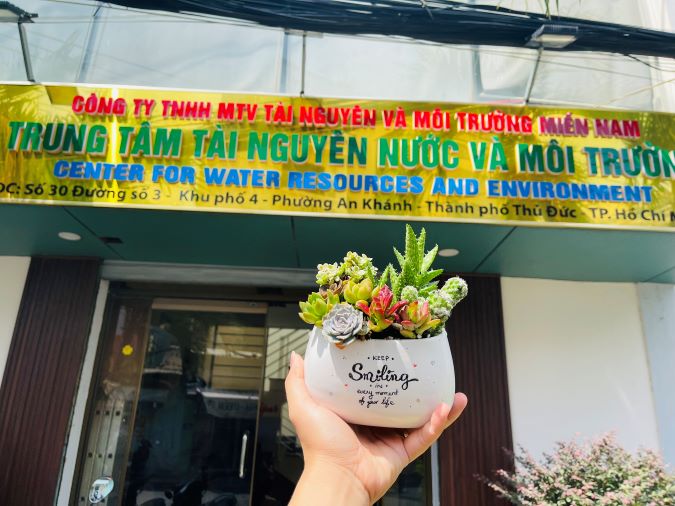 CÔNG TY TNHH MTV TÀI NGUYÊN VÀ MÔI TRƯỜNG MIỀN NAM
TRUNG TÂM TÀI NGUYÊN NƯỚC VÀ MÔI TRƯỜN
CENTER FOR WATER RESOURCES AND ENVIRONMENT
ĐC: Số 30 Đường số 3 - Khu phố 4 - Phường An Khánh - Thành phố Thủ Đức - TP. Hồ Chí M
• KEEP •
Smiling
IN
every moment
of your life